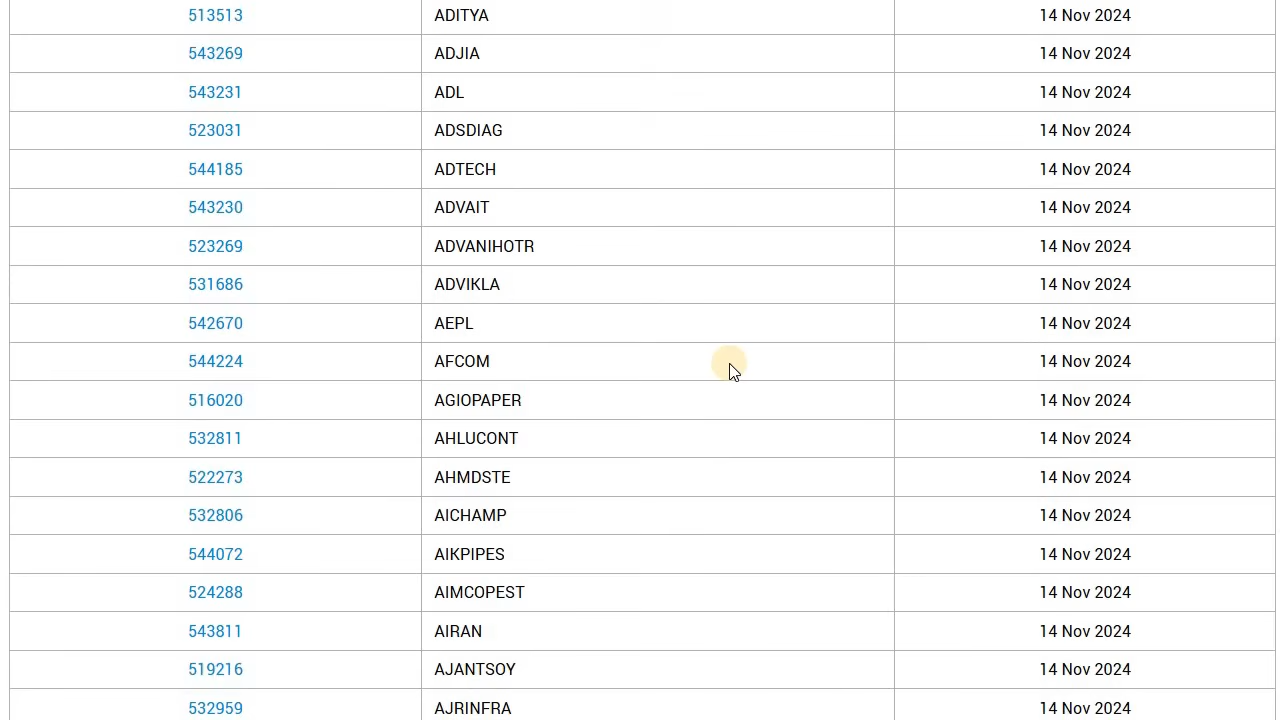 513513 ADITYA 14 Nov 2024
543269 ADJIA 14 Nov 2024
543231 ADL 14 Nov 2024
523031 ADSDIAG 14 Nov 2024
544185 ADTECH 14 Nov 2024
543230 ADVAIT 14 Nov 2024
523269 ADVANIHOTR 14 Nov 2024
531686 ADVIKLA 14 Nov 2024
542670 AEPL 14 Nov 2024
544224 AFCOM 14 Nov 2024
516020 AGIOPAPER 14 Nov 2024
532811 AHLUCONT 14 Nov 2024
522273 AHMDSTE 14 Nov 2024
532806 AICHAMP 14 Nov 2024
544072 AIKPIPES 14 Nov 2024
524288 AIMCOPEST 14 Nov 2024
543811 AIRAN 14 Nov 2024
519216 AJANTSOY 14 Nov 2024
532959 AJRINFRA 14 Nov 2024